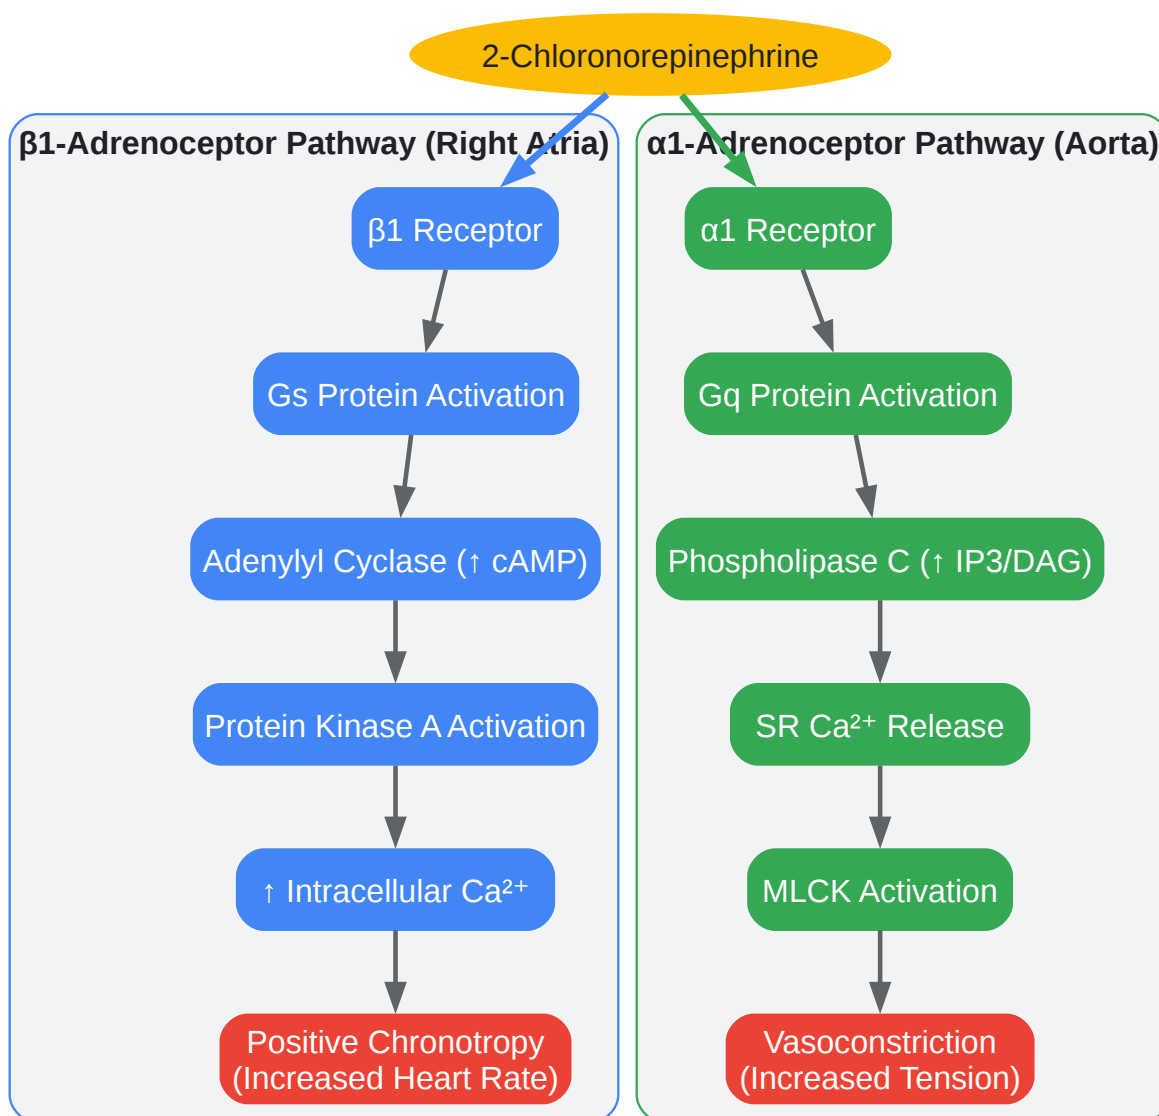 2-Chloronorepinephrine
β1-Adrenoceptor Pathway (Right Atria)
β1 Receptor
Gs Protein Activation
Adenylyl Cyclase (↑ cAMP)
Protein Kinase A Activation
↑ Intracellular Ca²⁺
Positive Chronotropy
(Increased Heart Rate)
α1-Adrenoceptor Pathway (Aorta)
α1 Receptor
Gq Protein Activation
Phospholipase C (↑ IP3/DAG)
SR Ca²⁺ Release
MLCK Activation
Vasoconstriction
(Increased Tension)